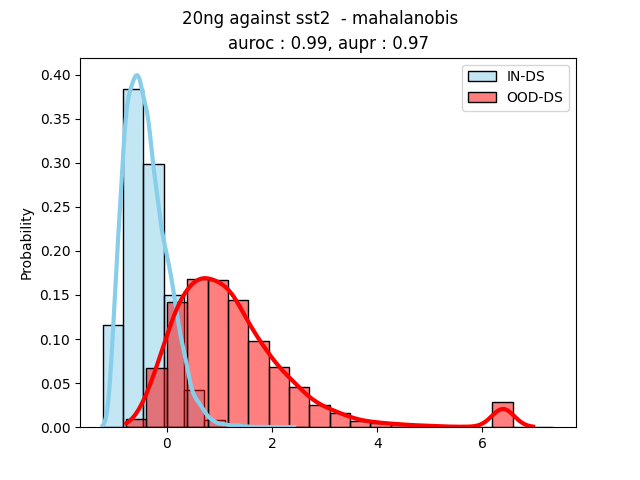 20ng against sst2 - mahalanobis
auroc : 0.99, aupr : 0.97
IN-DS
OOD-DS
Probability
0.40
0.35
0.30
0.25
0.20
0.15
0.10
0.05
0.00
0 2 4 6